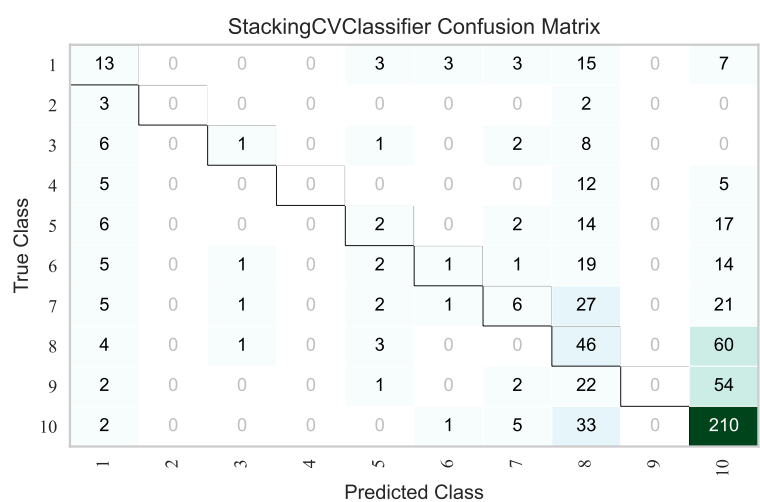 StackingCVClassifier Confusion Matrix
1 13 0 0 0 3 3 3 15 0 7
2 3 0 0 0 0 0 0 2 0 0
3 6 0 1 0 1 0 2 8 0 0
4 5 0 0 0 0 0 0 12 0 5
5 6 0 0 0 2 0 2 14 0 17
6 5 0 1 0 2 1 1 19 0 14
7 5 0 1 0 2 1 6 27 0 21
8 4 0 1 0 3 0 0 46 0 60
9 2 0 0 0 1 0 2 22 0 54
10 2 0 0 0 0 1 5 33 0 210
True Class
1 2 3 4 5 6 7 8 9 10
Predicted Class